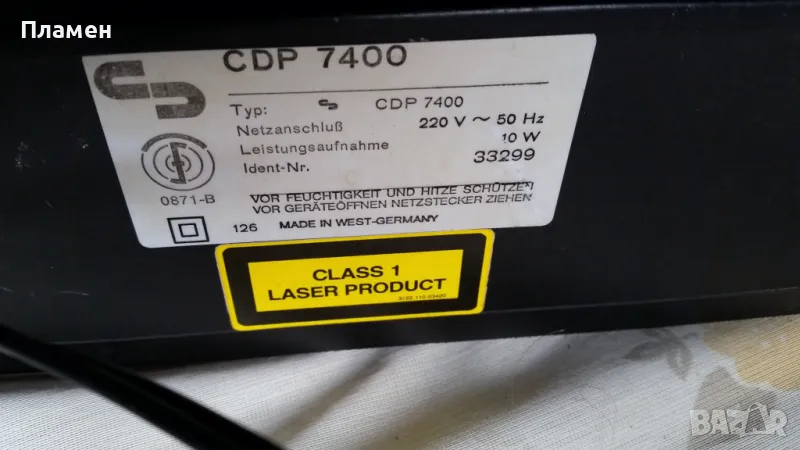 Пламен
CDP 7400
Typ: CDP 7400
Netzanschluß 220 V ~ 50 Hz
Leistungsaufnahme 10 W
Ident-Nr. 33299
0871-B
VOR FEUCHTIGKEIT UND HITZE SCHÜTZEN
VOR GERÄTEÖFFNEN NETZSTECKER ZIEHEN
126 MADE IN WEST-GERMANY
CLASS 1
LASER PRODUCT
BAZAR